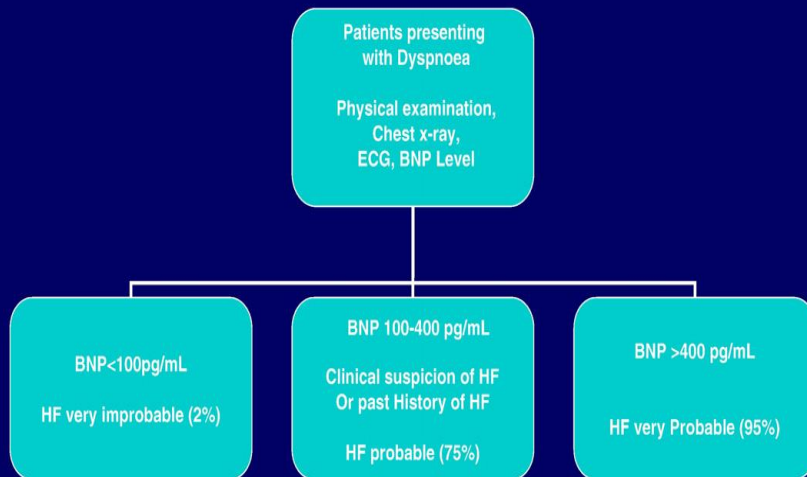 Patients presenting
with Dyspnoea
Physical examination,
Chest x-ray,
ECG, BNP Level
BNP<100pg/mL
HF very improbable (2%)
BNP 100-400 pg/mL
Clinical suspicion of HF
Or past History of HF
HF probable (75%)
BNP >400 pg/mL
HF very Probable (95%)